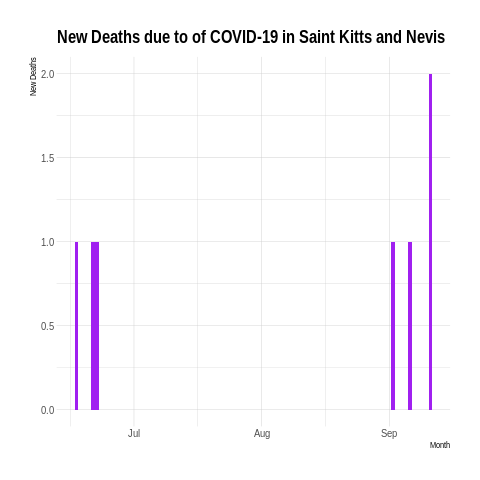 New Deaths due to of COVID-19 in Saint Kitts and Nevis
New Deaths
2.0
1.5
1.0
0.5
0.0
Jul Aug Sep
Month